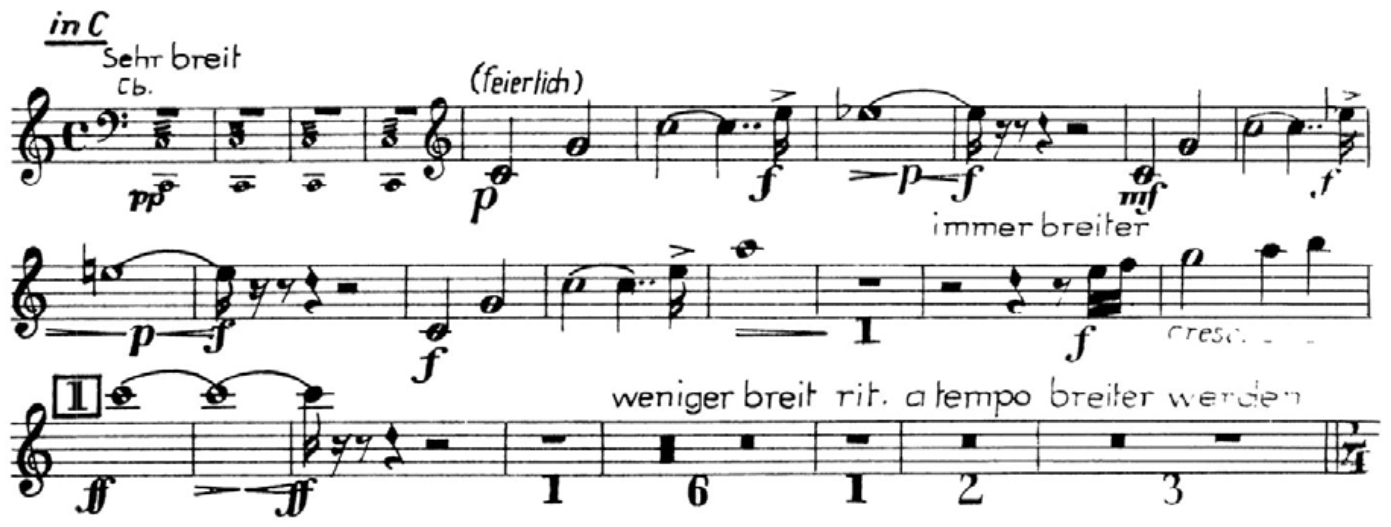 in C
Sehr breit
Cb.
(feierlich)
pp p f p f mf f
immer breiter
p f f 1 f cresc.
1 weniger breit rit. a tempo breiter werden
ff ff 1 6 1 2 3